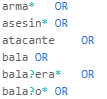 arma* OR
asesin* OR
atacante OR
bala OR
bala?era* OR
bala?o* OR